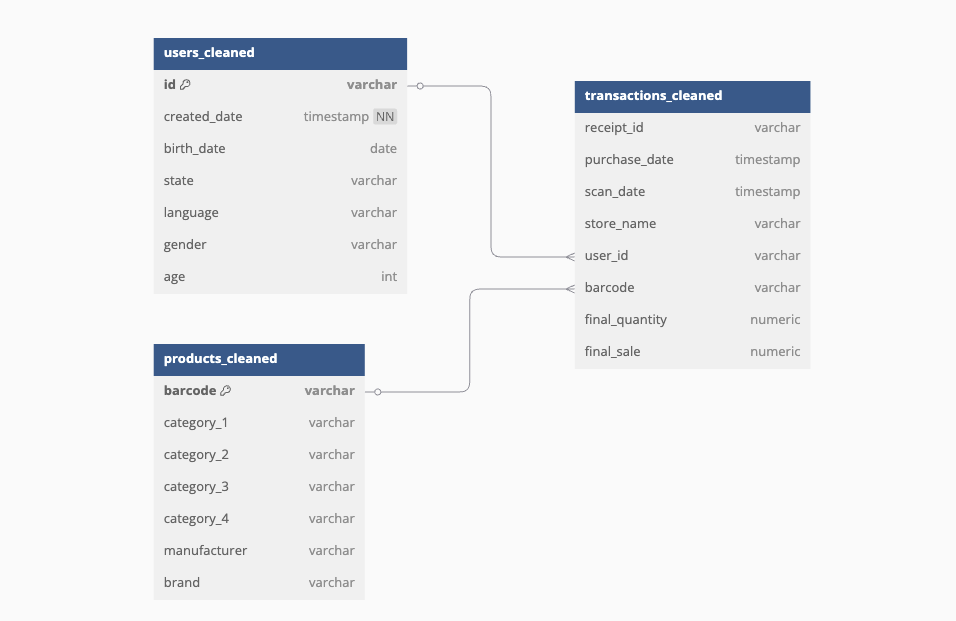 users_cleaned
id varchar
created_date timestamp NN
birth_date date
state varchar
language varchar
gender varchar
age int
transactions_cleaned
receipt_id varchar
purchase_date timestamp
scan_date timestamp
store_name varchar
user_id varchar
barcode varchar
final_quantity numeric
final_sale numeric
products_cleaned
barcode varchar
category_1 varchar
category_2 varchar
category_3 varchar
category_4 varchar
manufacturer varchar
brand varchar